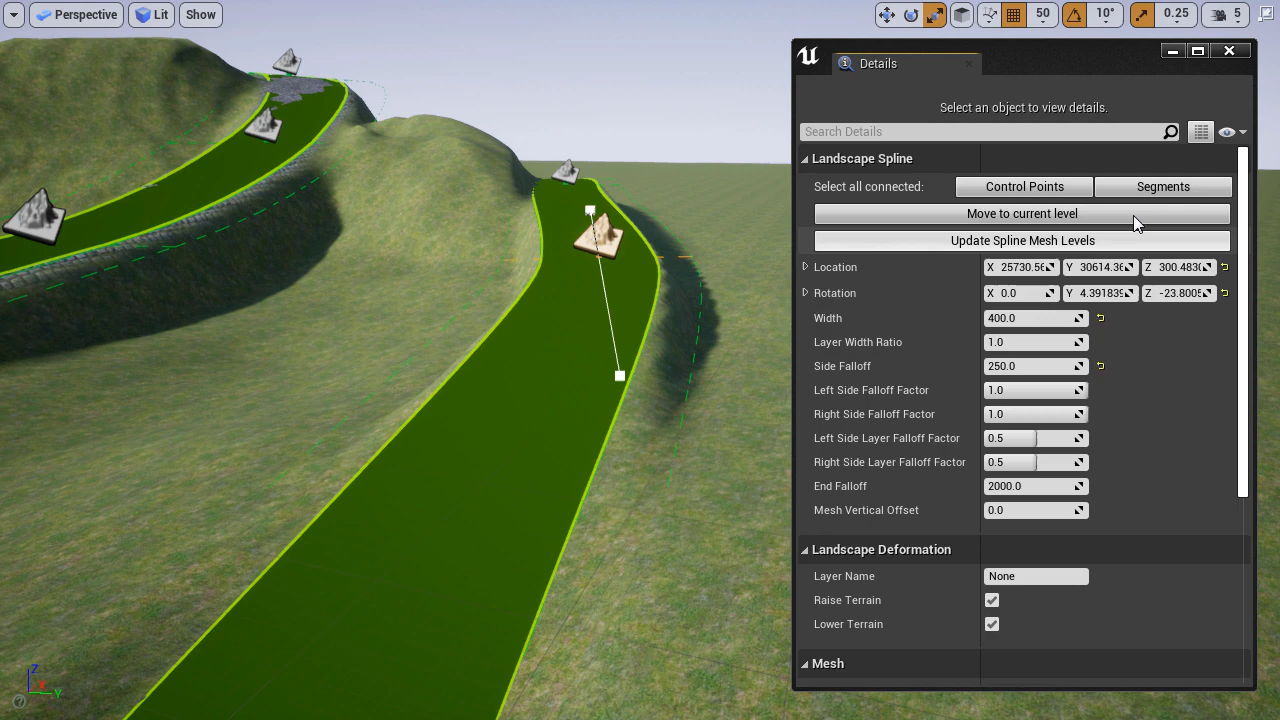 Perspective Lit Show 50 10° 0.25 5
Details
Select an object to view details.
Search Details
Landscape Spline
Select all connected: Control Points Segments
Move to current level
Update Spline Mesh Levels
Location X 25730.56 Y 30614.36 Z 300.4830
Rotation X 0.0 Y 4.391839 Z -23.8005
Width 400.0
Layer Width Ratio 1.0
Side Falloff 250.0
Left Side Falloff Factor 1.0
Right Side Falloff Factor 1.0
Left Side Layer Falloff Factor 0.5
Right Side Layer Falloff Factor 0.5
End Falloff 2000.0
Mesh Vertical Offset 0.0
Landscape Deformation
Layer Name None
Raise Terrain
Lower Terrain
Mesh
Z
X
Y